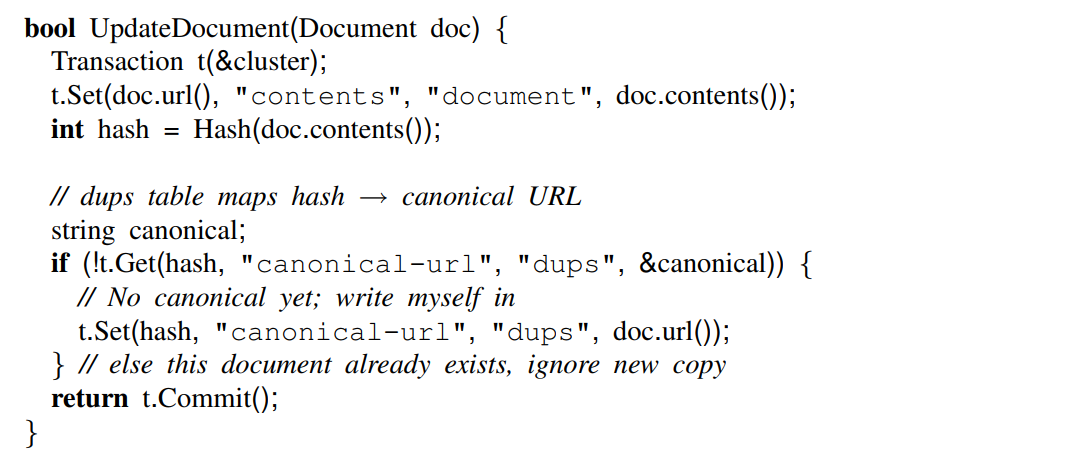 bool UpdateDocument(Document doc) {
Transaction t(&cluster);
t.Set(doc.url(), "contents", "document", doc.contents());
int hash = Hash(doc.contents());
// dups table maps hash → canonical URL
string canonical;
if (!t.Get(hash, "canonical-url", "dups", &canonical)) {
// No canonical yet; write myself in
t.Set(hash, "canonical-url", "dups", doc.url());
} // else this document already exists, ignore new copy
return t.Commit();
}